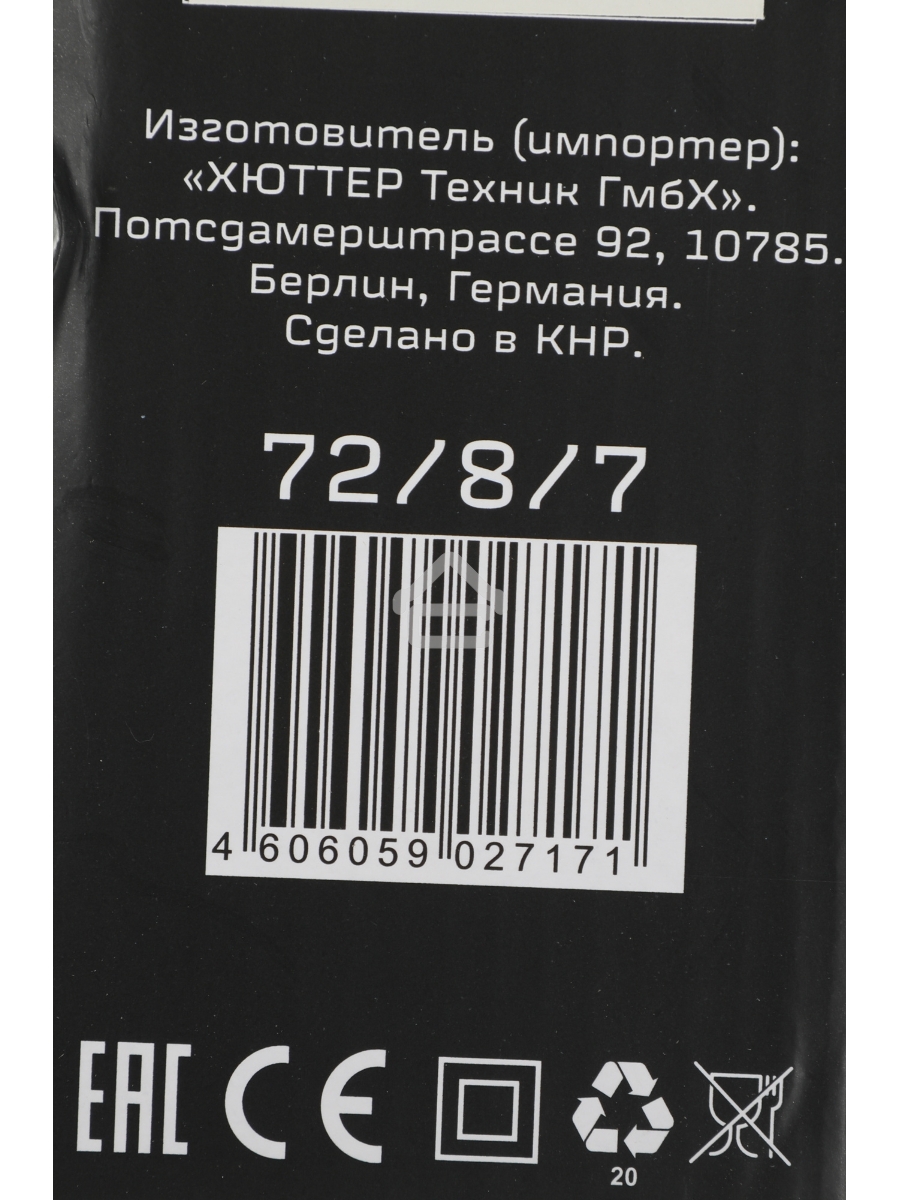 Изготовитель (импортер):
«ХЮТТЕР Техник ГмбХ».
Потсдамерштрассе 92, 10785.
Берлин, Германия.
Сделано в КНР.
72/8/7
4 606059 027171
EAC CE
20